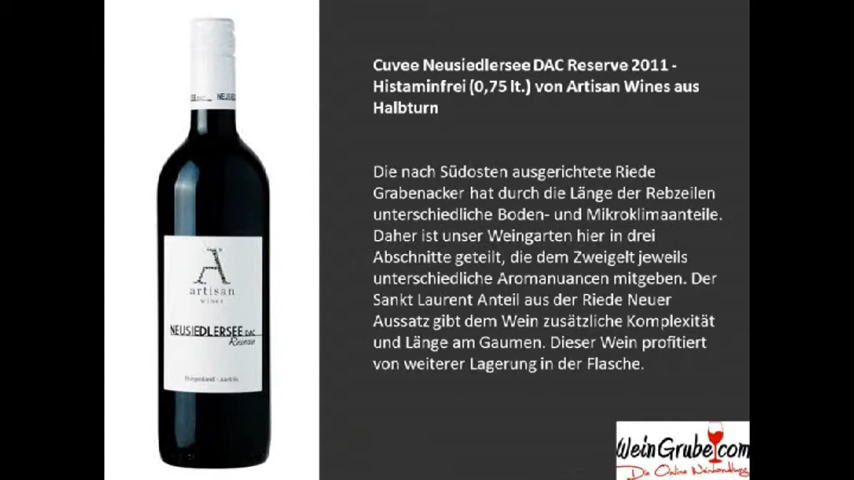 Cuvee Neusiedlersee DAC Reserve 2011 -
Histaminfrei (0,75 lt.) von Artisan Wines aus
Halbturn
Die nach Südosten ausgerichtete Riede
Grabenacker hat durch die Länge der Rebzeilen
unterschiedliche Boden- und Mikroklimaanteile.
Daher ist unser Weingarten hier in drei
Abschnitte geteilt, die dem Zweigelt jeweils
unterschiedliche Aromanuancen mitgeben. Der
Sankt Laurent Anteil aus der Riede Neuer
Aussatz gibt dem Wein zusätzliche Komplexität
und Länge am Gaumen. Dieser Wein profitiert
von weiterer Lagerung in der Flasche.
A
artisan
WINES
NEUSIEDLERSEE DAC
Reserve
WeinGrube.com
Die Online Weinhandlung